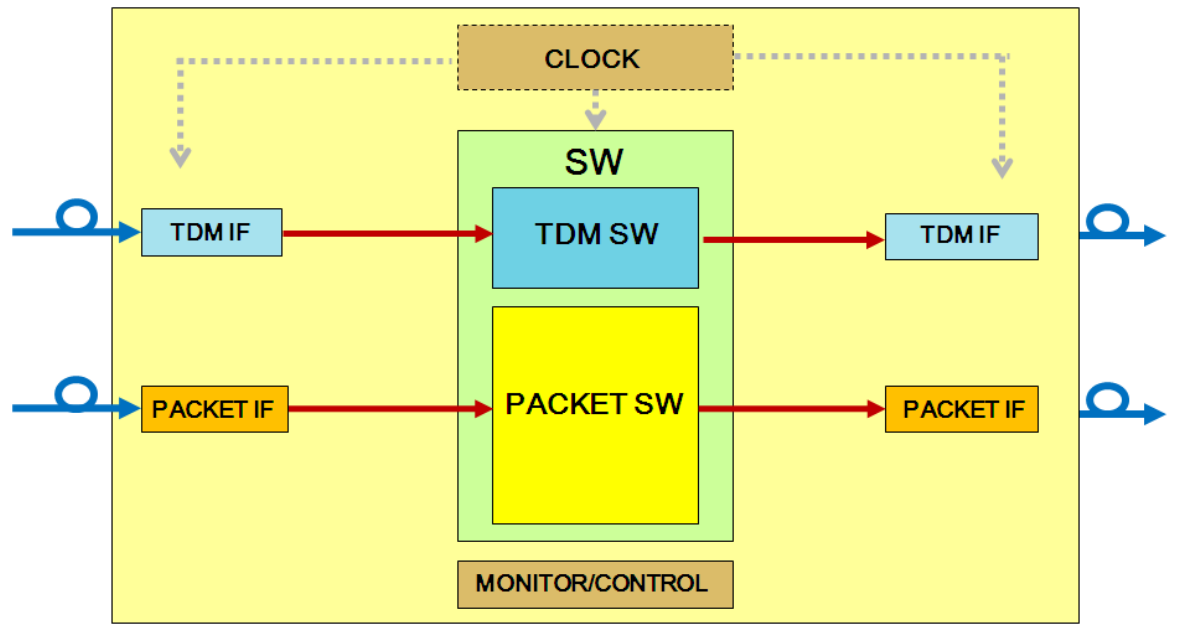 CLOCK
SW
TDM IF
TDM SW
TDM IF
PACKET IF
PACKET SW
PACKET IF
MONITOR/CONTROL